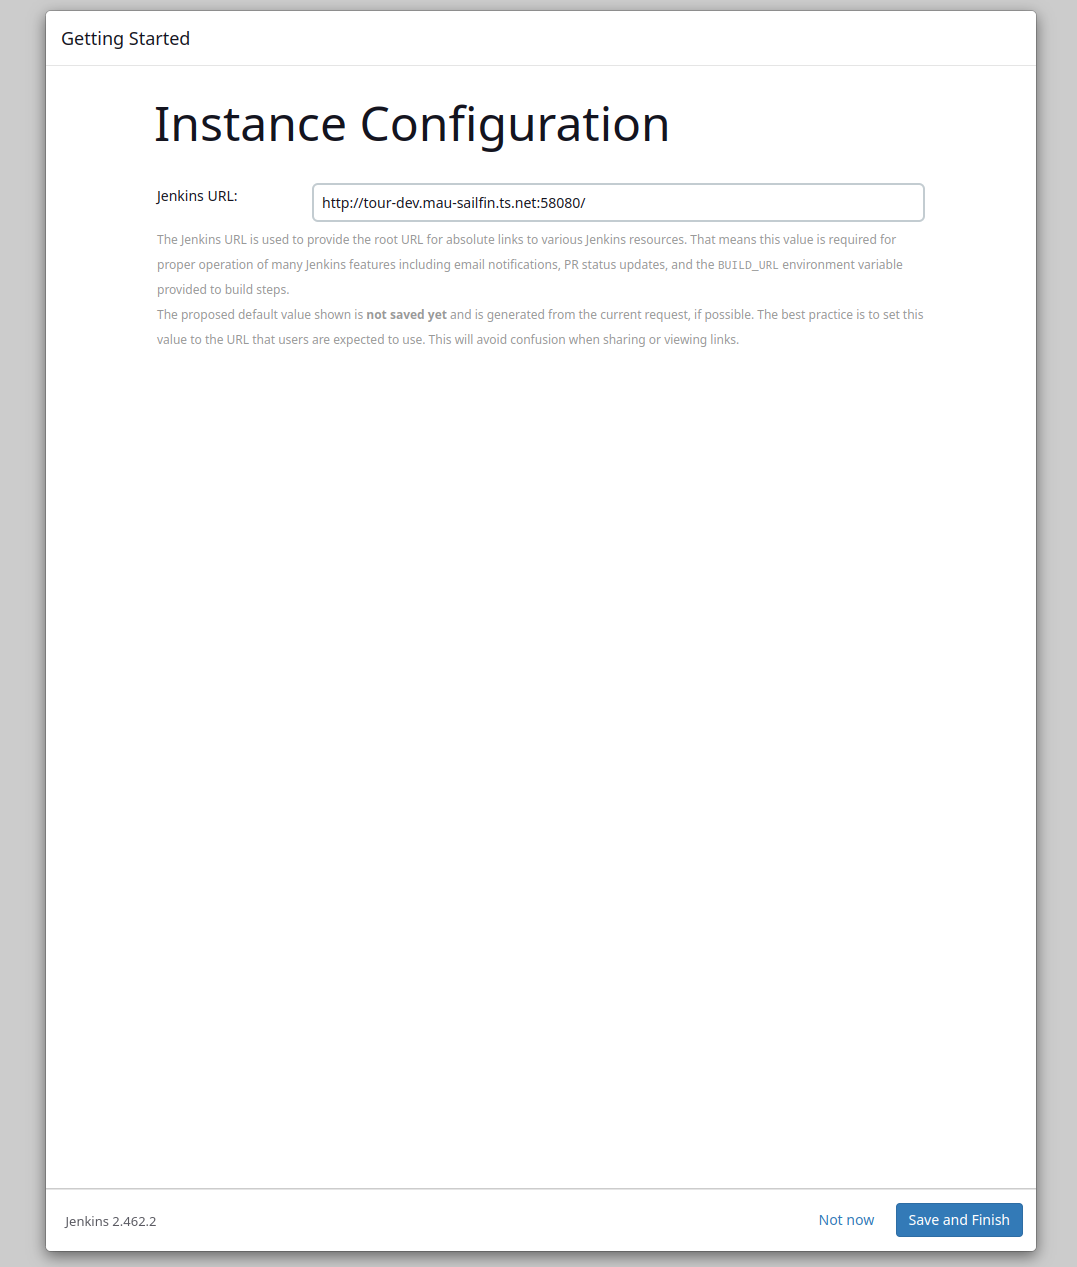 Getting Started
Instance Configuration
Jenkins URL:
http://tour-dev.mau-sailfin.ts.net:58080/
The Jenkins URL is used to provide the root URL for absolute links to various Jenkins resources. That means this value is required for
proper operation of many Jenkins features including email notifications, PR status updates, and the BUILD_URL environment variable
provided to build steps.
The proposed default value shown is not saved yet and is generated from the current request, if possible. The best practice is to set this
value to the URL that users are expected to use. This will avoid confusion when sharing or viewing links.
Jenkins 2.462.2
Not now
Save and Finish